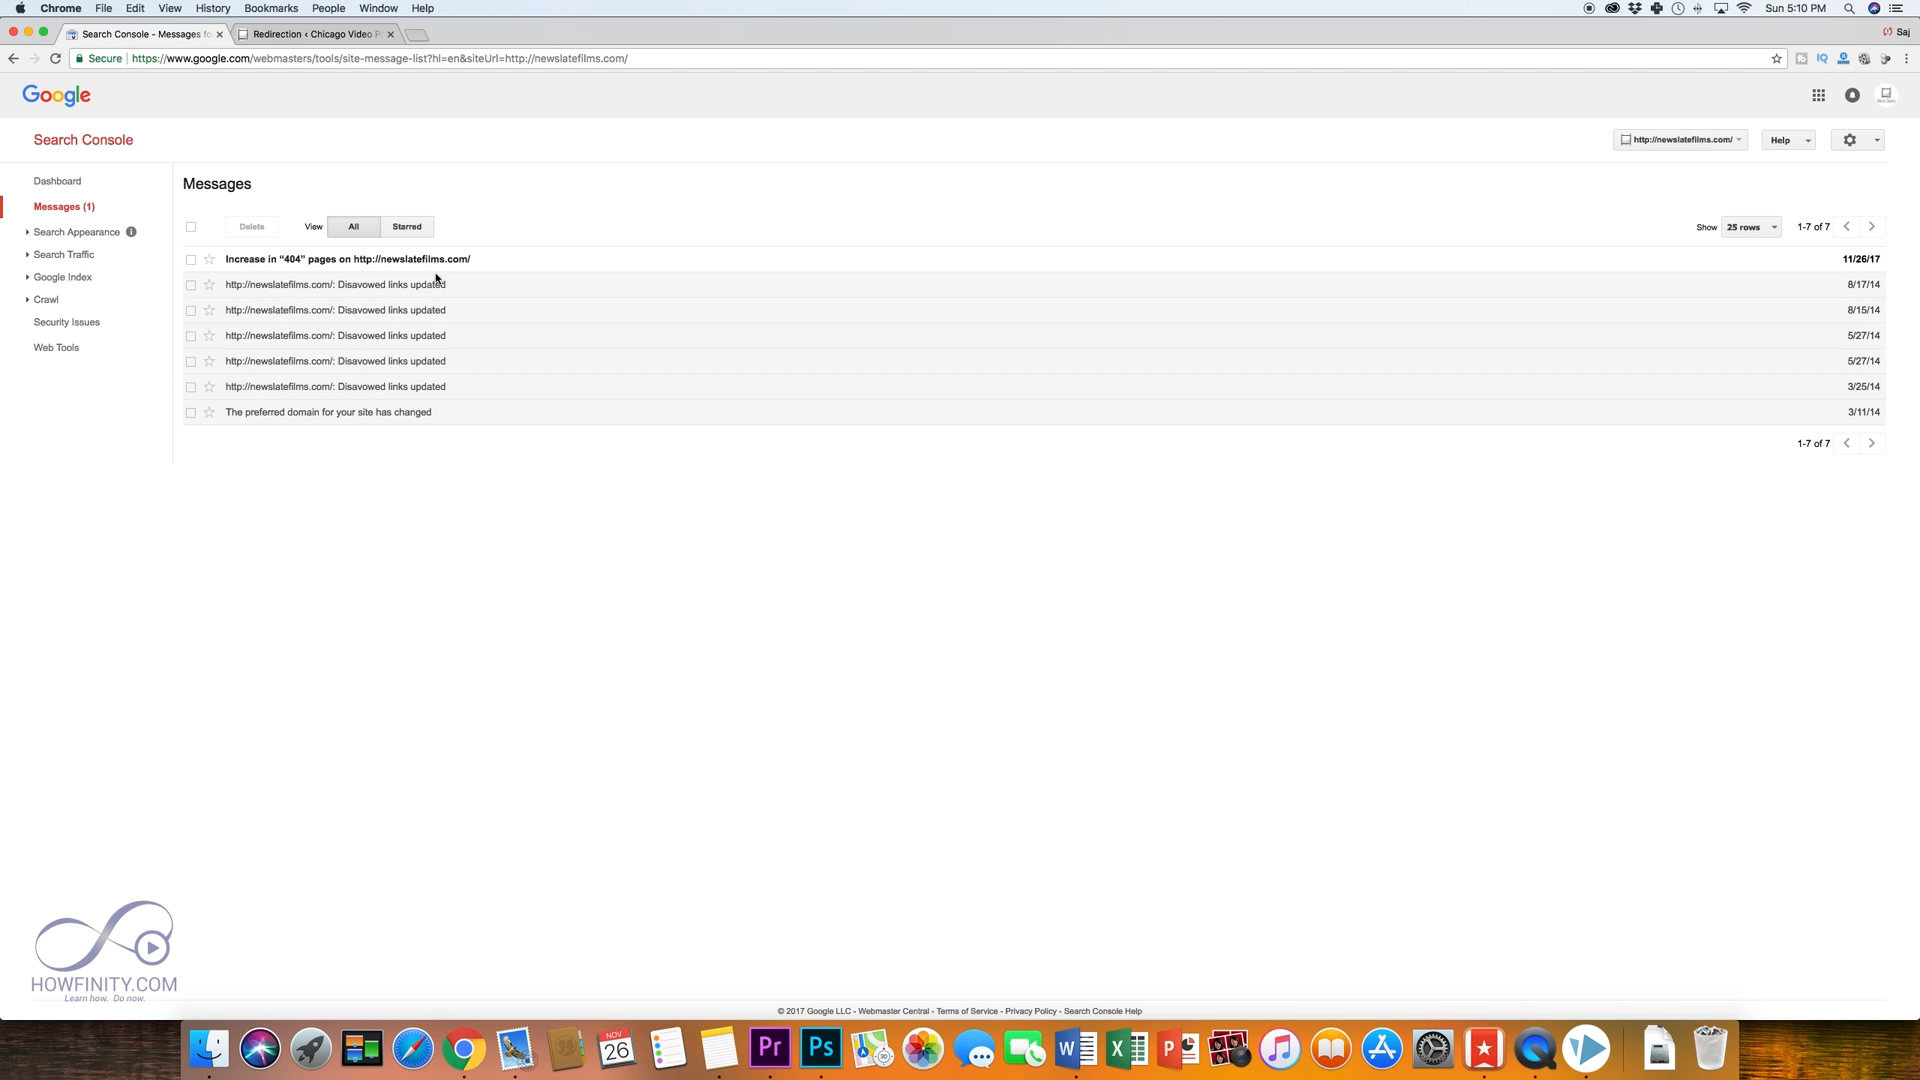 Chrome File Edit View History Bookmarks People Window Help
Sun 5:10 PM
Search Console - Messages fo
Redirection ‹ Chicago Video P
Saj
Secure https://www.google.com/webmasters/tools/site-message-list?hl=en&siteUrl=http://newslatefilms.com/
IQ
Google
Search Console
http://newslatefilms.com/
Help
Dashboard
Messages (1)
Search Appearance
Search Traffic
Google Index
Crawl
Security Issues
Web Tools
Messages
Delete View All Starred
Show 25 rows 1-7 of 7
Increase in “404” pages on http://newslatefilms.com/ 11/26/17
http://newslatefilms.com/: Disavowed links updated 8/17/14
http://newslatefilms.com/: Disavowed links updated 8/15/14
http://newslatefilms.com/: Disavowed links updated 5/27/14
http://newslatefilms.com/: Disavowed links updated 5/27/14
http://newslatefilms.com/: Disavowed links updated 3/25/14
The preferred domain for your site has changed 3/11/14
1-7 of 7
HOWFINITY.COM
Learn how. Do now.
© 2017 Google LLC - Webmaster Central - Terms of Service - Privacy Policy - Search Console Help
NOV
26
Pr
Ps
3D
W
X
P